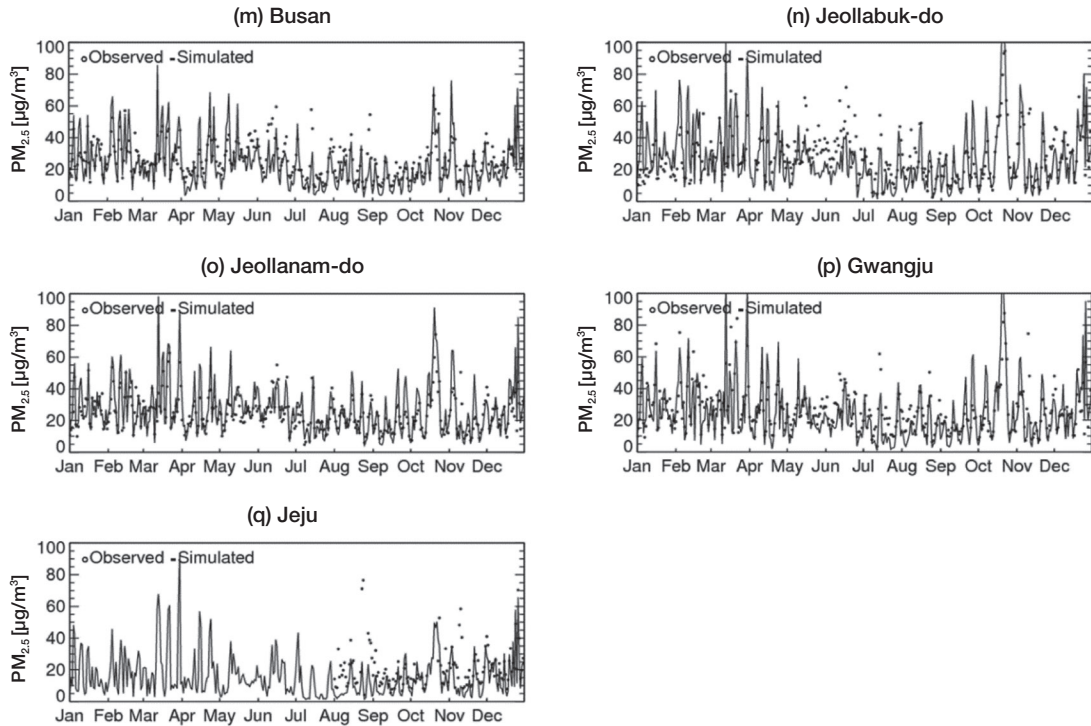 (m) Busan
PM2.5 [µg/m³]
100
80
60
40
20
0
Observed Simulated
Jan Feb Mar Apr May Jun Jul Aug Sep Oct Nov Dec
(n) Jeollabuk-do
PM2.5 [µg/m³]
100
80
60
40
20
0
Observed Simulated
Jan Feb Mar Apr May Jun Jul Aug Sep Oct Nov Dec
(o) Jeollanam-do
PM2.5 [µg/m³]
100
80
60
40
20
0
Observed Simulated
Jan Feb Mar Apr May Jun Jul Aug Sep Oct Nov Dec
(p) Gwangju
PM2.5 [µg/m³]
100
80
60
40
20
0
Observed Simulated
Jan Feb Mar Apr May Jun Jul Aug Sep Oct Nov Dec
(q) Jeju
PM2.5 [µg/m³]
100
80
60
40
20
0
Observed Simulated
Jan Feb Mar Apr May Jun Jul Aug Sep Oct Nov Dec